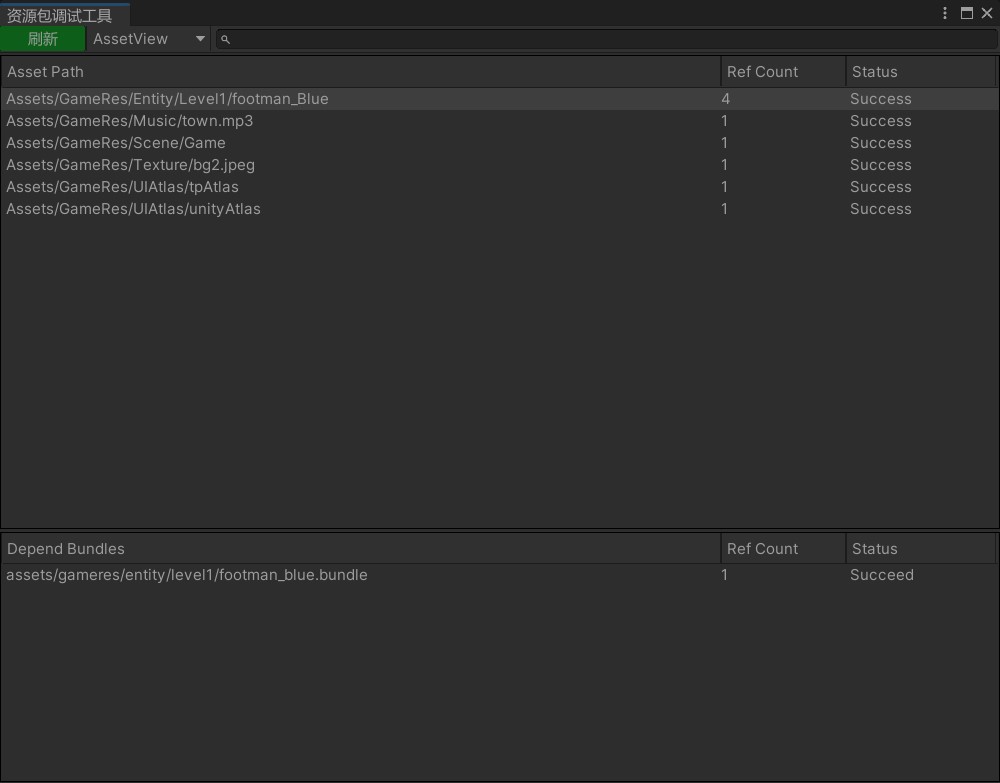 资源包调试工具
刷新 AssetView
Asset Path Ref Count Status
Assets/GameRes/Entity/Level1/footman_Blue 4 Success
Assets/GameRes/Music/town.mp3 1 Success
Assets/GameRes/Scene/Game 1 Success
Assets/GameRes/Texture/bg2.jpeg 1 Success
Assets/GameRes/UIAtlas/tpAtlas 1 Success
Assets/GameRes/UIAtlas/unityAtlas 1 Success
Depend Bundles Ref Count Status
assets/gameres/entity/level1/footman_blue.bundle 1 Succeed